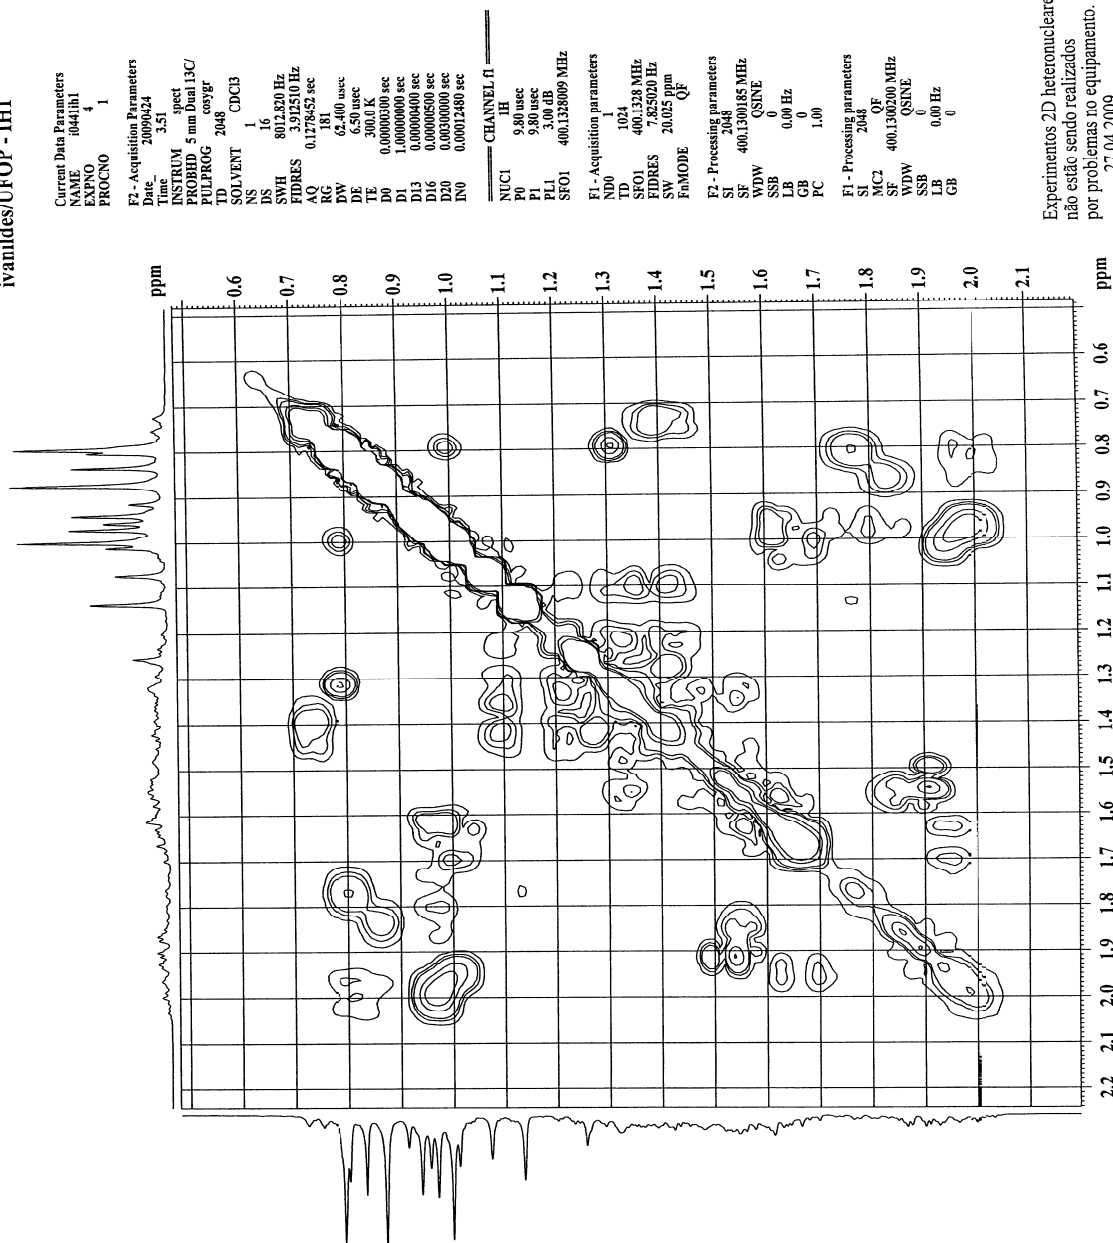 ivanildes/UFOP - 1H1
Current Data Parameters
NAME i0441ih1
EXPNO 4
PROCNO 1
F2 - Acquisition Parameters
Date_ 20090424
Time 3.51
INSTRUM spect
PROBHD 5 mm Dual 13C/
PULPROG cosygr
TD 2048
SOLVENT CDCl3
NS 1
DS 16
SWH 8012.820 Hz
FIDRES 3.912510 Hz
AQ 0.1278452 sec
RG 181
DW 62.400 usec
DE 6.50 usec
TE 300.0 K
D0 0.00000300 sec
D1 1.00000000 sec
D13 0.00000400 sec
D16 0.00000500 sec
D20 0.00300000 sec
IN0 0.00012480 sec
======== CHANNEL f1 ========
NUC1 1H
P0 9.80 usec
P1 9.80 usec
PL1 3.00 dB
SFO1 400.1328009 MHz
F1 - Acquisition parameters
ND0 1
TD 1024
SFO1 400.1328 MHz
FIDRES 7.825020 Hz
SW 20.025 ppm
FnMODE QF
F2 - Processing parameters
SI 2048
SF 400.1300185 MHz
WDW QSINE
SSB 0
LB 0.00 Hz
GB 0
PC 1.00
F1 - Processing parameters
SI 2048
MC2 QF
SF 400.1300200 MHz
WDW QSINE
SSB 0
LB 0.00 Hz
GB 0
Experimentos 2D heteronucleare
não estão sendo realizados
por problemas no equipamento.
27.04.2009
ppm
0.6 0.7 0.8 0.9 1.0 1.1 1.2 1.3 1.4 1.5 1.6 1.7 1.8 1.9 2.0 2.1
2.2 2.1 2.0 1.9 1.8 1.7 1.6 1.5 1.4 1.3 1.2 1.1 1.0 0.9 0.8 0.7 0.6 ppm